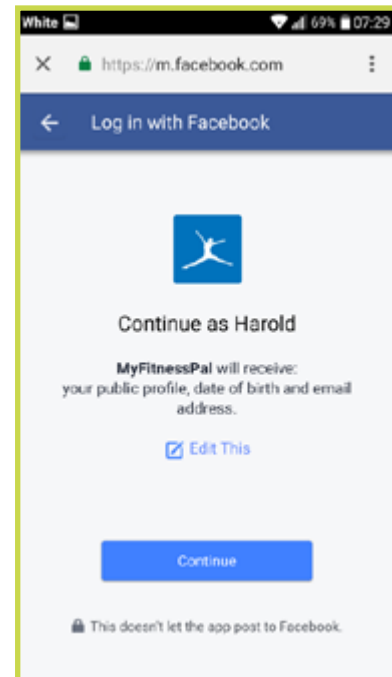 White 69% 07:29
https://m.facebook.com
Log in with Facebook
Continue as Harold
MyFitnessPal will receive:
your public profile, date of birth and email
address.
Edit This
Continue
This doesn't let the app post to Facebook.